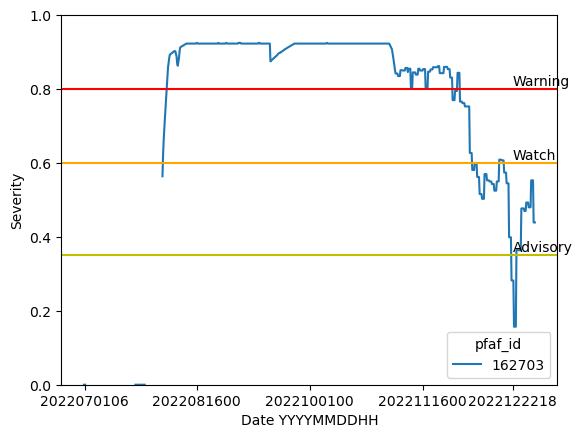 1.0
0.8
0.6
0.4
0.2
0.0
Severity
Warning
Watch
Advisory
pfaf_id
162703
2022070106 2022081600 2022100100 2022111600 2022122218
Date YYYYMMDDHH